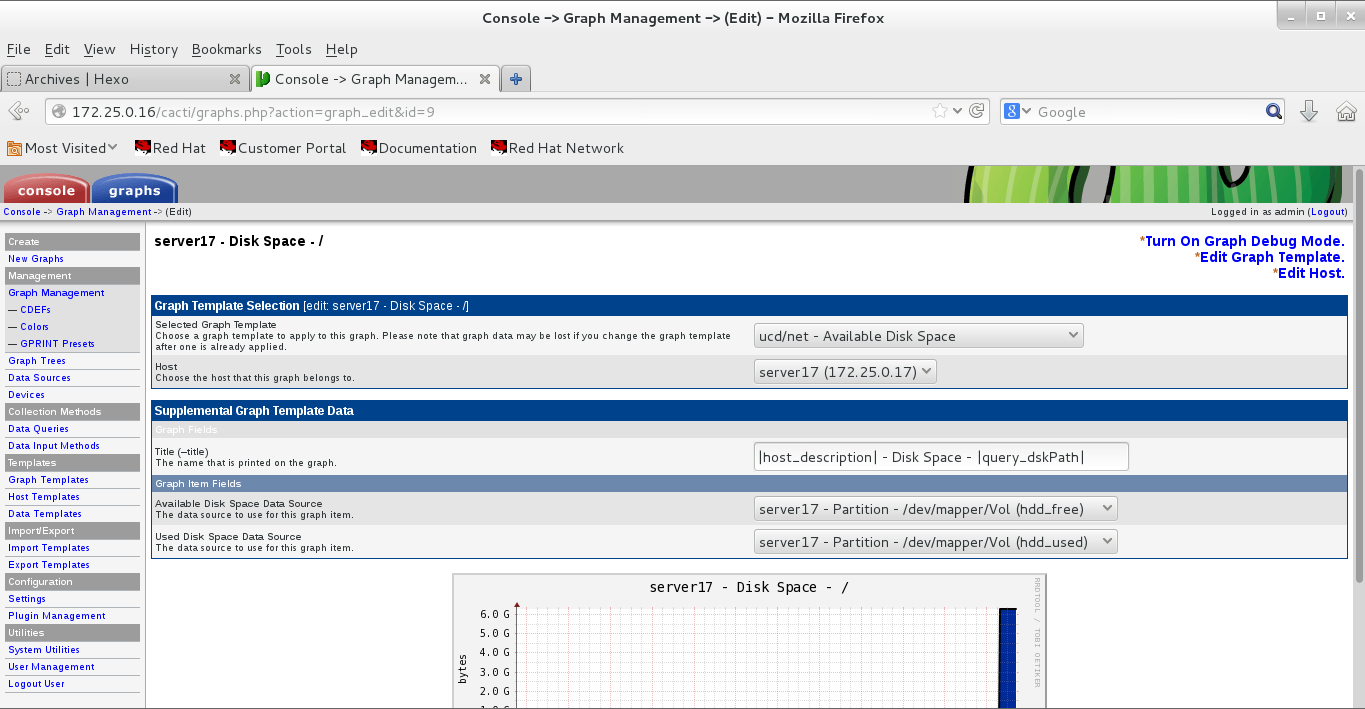 Console -> Graph Management -> (Edit) - Mozilla Firefox
File Edit View History Bookmarks Tools Help
Archives | Hexo
Console -> Graph Managem...
172.25.0.16/cacti/graphs.php?action=graph_edit&id=9
Google
Most Visited Red Hat Customer Portal Documentation Red Hat Network
console graphs
Console -> Graph Management -> (Edit)
Logged in as admin (Logout)
Create
New Graphs
Management
Graph Management
— CDEFs
— Colors
— GPRINT Presets
Graph Trees
Data Sources
Devices
Collection Methods
Data Queries
Data Input Methods
Templates
Graph Templates
Host Templates
Data Templates
Import/Export
Import Templates
Export Templates
Configuration
Settings
Plugin Management
Utilities
System Utilities
User Management
Logout User
server17 - Disk Space - /
*Turn On Graph Debug Mode.
*Edit Graph Template.
*Edit Host.
Graph Template Selection [edit: server17 - Disk Space - /]
Selected Graph Template
Choose a graph template to apply to this graph. Please note that graph data may be lost if you change the graph template
after one is already applied.
ucd/net - Available Disk Space
Host
Choose the host that this graph belongs to.
server17 (172.25.0.17)
Supplemental Graph Template Data
Graph Fields
Title (--title)
The name that is printed on the graph.
|host_description| - Disk Space - |query_dskPath|
Graph Item Fields
Available Disk Space Data Source
The data source to use for this graph item.
server17 - Partition - /dev/mapper/Vol (hdd_free)
Used Disk Space Data Source
The data source to use for this graph item.
server17 - Partition - /dev/mapper/Vol (hdd_used)
server17 - Disk Space - /
RRDTOOL / TOBI OETIKER
bytes
6.0 G
5.0 G
4.0 G
3.0 G
2.0 G
1.0 G